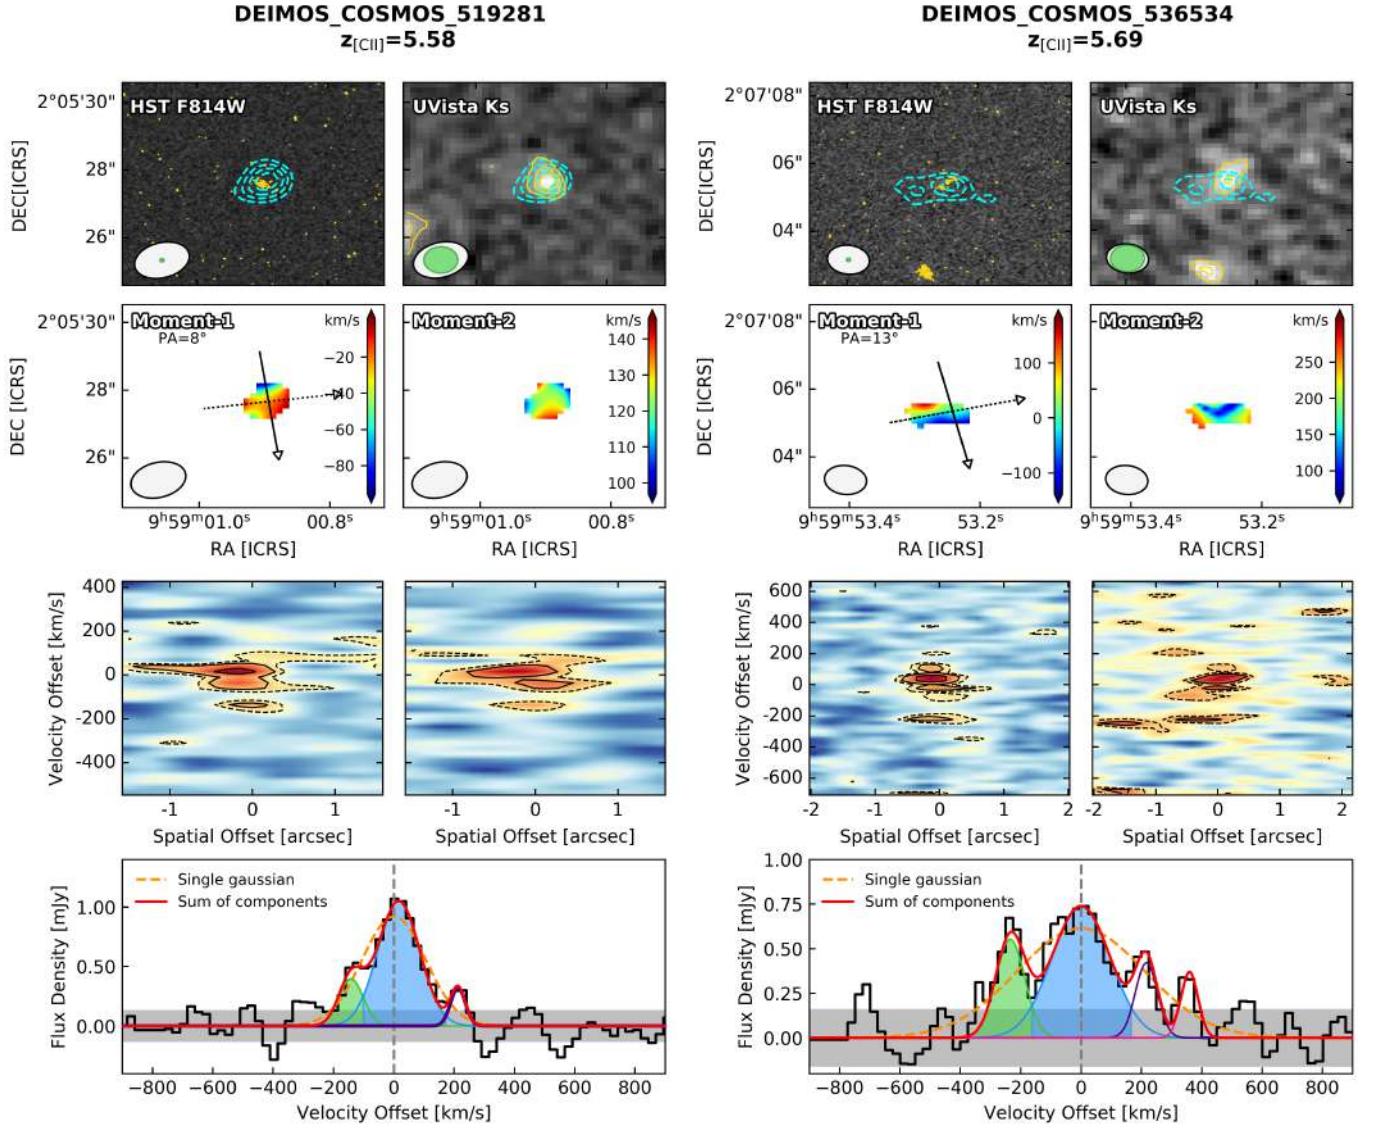 DEIMOS_COSMOS_519281
z[CII]=5.58
DEIMOS_COSMOS_536534
z[CII]=5.69
HST F814W
UVista Ks
HST F814W
UVista Ks
2°05'30"
28"
26"
DEC[ICRS]
2°07'08"
06"
04"
DEC[ICRS]
Moment-1
PA=8°
km/s
−20
−40
−60
−80
Moment-2
km/s
140
130
120
110
100
Moment-1
PA=13°
km/s
100
0
−100
Moment-2
km/s
250
200
150
100
2°05'30"
28"
26"
DEC [ICRS]
2°07'08"
06"
04"
DEC [ICRS]
9h59m01.0s
00.8s
9h59m01.0s
00.8s
9h59m53.4s
53.2s
9h59m53.4s
53.2s
RA [ICRS]
RA [ICRS]
RA [ICRS]
RA [ICRS]
400
200
0
-200
-400
Velocity Offset [km/s]
600
400
200
0
-200
-400
-600
Velocity Offset [km/s]
-1 0 1
-1 0 1
-2 -1 0 1 2
-2 -1 0 1 2
Spatial Offset [arcsec]
Spatial Offset [arcsec]
Spatial Offset [arcsec]
Spatial Offset [arcsec]
Single gaussian
Sum of components
1.00
0.50
0.00
Flux Density [mJy]
−800 −600 −400 −200 0 200 400 600 800
Velocity Offset [km/s]
Single gaussian
Sum of components
1.00
0.75
0.50
0.25
0.00
Flux Density [mJy]
−800 −600 −400 −200 0 200 400 600 800
Velocity Offset [km/s]